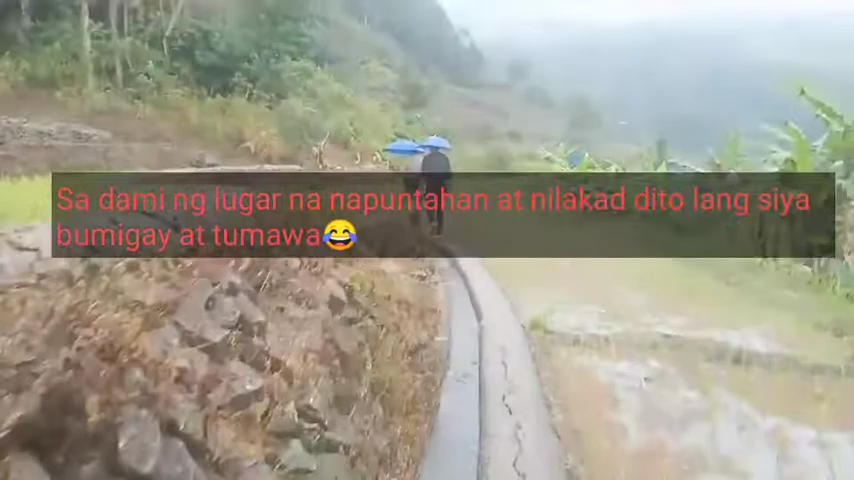 Sa dami ng lugar na napuntahan at nilakad dito lang siya
bumigay at tumawa😂